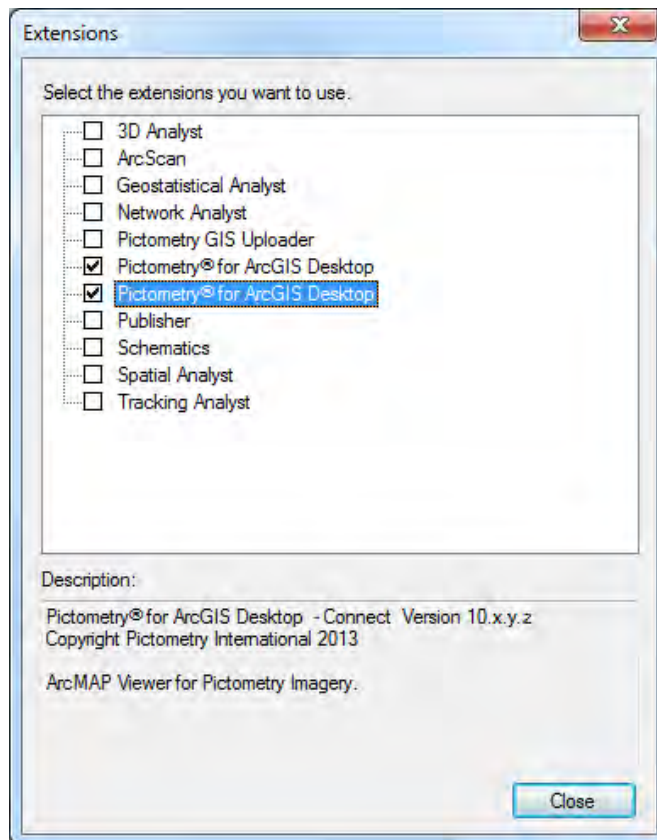 Extensions
Select the extensions you want to use.
3D Analyst
ArcScan
Geostatistical Analyst
Network Analyst
Pictometry GIS Uploader
Pictometry® for ArcGIS Desktop
Pictometry® for ArcGIS Desktop
Publisher
Schematics
Spatial Analyst
Tracking Analyst
Description:
Pictometry® for ArcGIS Desktop - Connect Version 10.x.y.z
Copyright Pictometry International 2013
ArcMAP Viewer for Pictometry Imagery.
Close